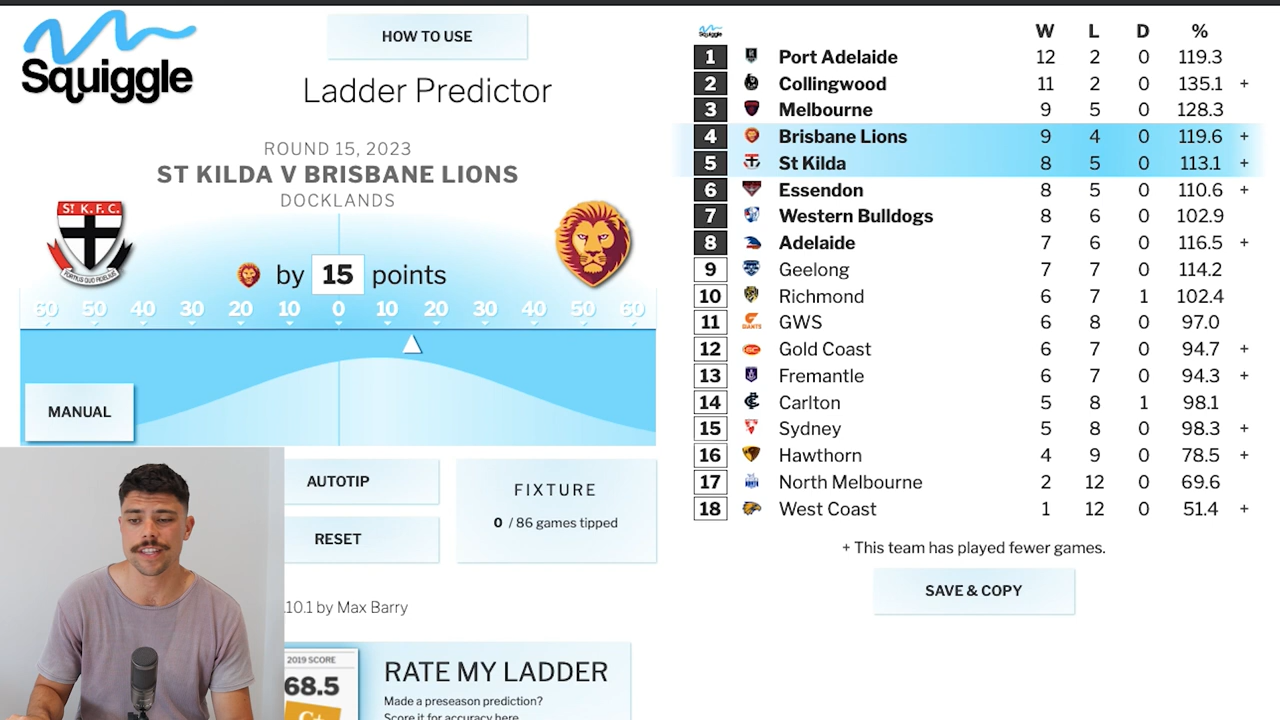 Squiggle
HOW TO USE
Ladder Predictor
ROUND 15, 2023
ST KILDA V BRISBANE LIONS
DOCKLANDS
ST K.F.C.
by 15 points
60 50 40 30 20 10 0 10 20 30 40 50 60
MANUAL
AUTOTIP
RESET
FIXTURE
0 / 86 games tipped
.10.1 by Max Barry
2019 SCORE
68.5
C+
RATE MY LADDER
Made a preseason prediction?
Score it for accuracy here
Squiggle W L D %
1 Port Adelaide 12 2 0 119.3
2 Collingwood 11 2 0 135.1 +
3 Melbourne 9 5 0 128.3
4 Brisbane Lions 9 4 0 119.6 +
5 St Kilda 8 5 0 113.1 +
6 Essendon 8 5 0 110.6 +
7 Western Bulldogs 8 6 0 102.9
8 Adelaide 7 6 0 116.5 +
9 Geelong 7 7 0 114.2
10 Richmond 6 7 1 102.4
11 GIANTS GWS 6 8 0 97.0
12 Gold Coast 6 7 0 94.7 +
13 Fremantle 6 7 0 94.3 +
14 Carlton 5 8 1 98.1
15 Sydney 5 8 0 98.3 +
16 Hawthorn 4 9 0 78.5 +
17 North Melbourne 2 12 0 69.6
18 West Coast 1 12 0 51.4 +
+ This team has played fewer games.
SAVE & COPY